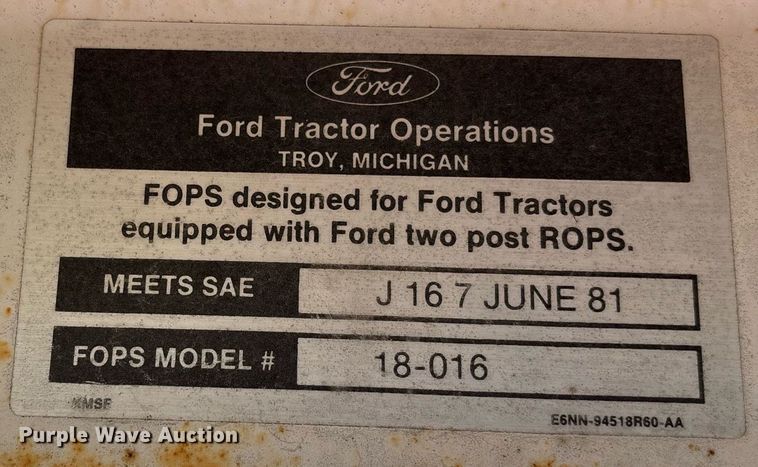 Ford
Ford Tractor Operations
TROY, MICHIGAN
FOPS designed for Ford Tractors
equipped with Ford two post ROPS.
MEETS SAE J 16 7 JUNE 81
FOPS MODEL # 18-016
KMSF E6NN-94518R60-AA
Purple Wave Auction